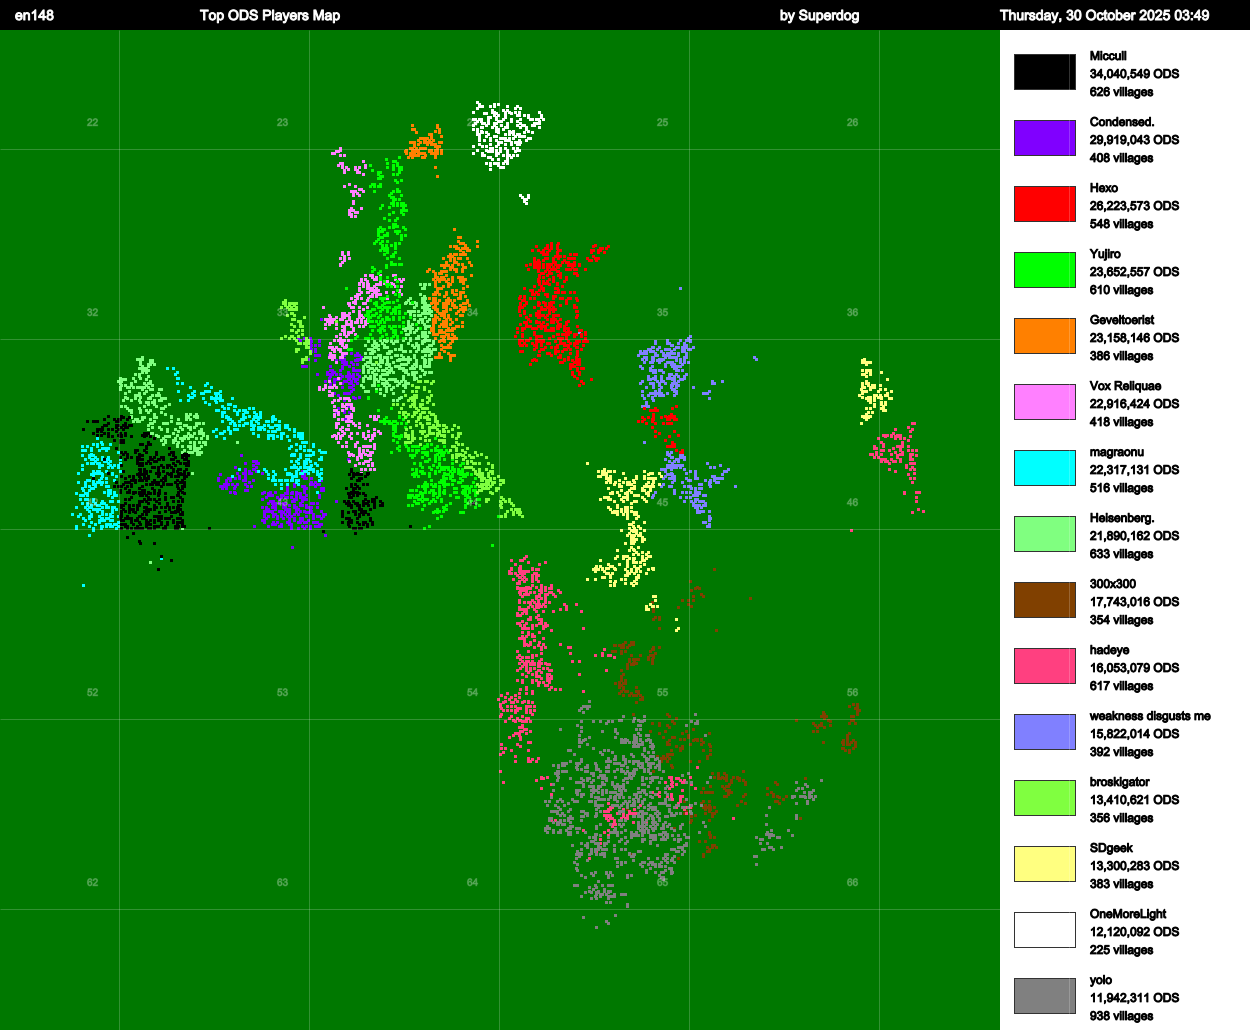 en148 Top ODS Players Map by Superdog Thursday, 30 October 2025 03:49
Miccull
34,040,549 ODS
626 villages
Condensed.
29,919,043 ODS
408 villages
Hexo
26,223,573 ODS
548 villages
Yujiro
23,652,557 ODS
610 villages
Geveltoerist
23,158,146 ODS
386 villages
Vox Reliquae
22,916,424 ODS
418 villages
magraonu
22,317,131 ODS
516 villages
Heisenberg.
21,890,162 ODS
633 villages
300x300
17,743,016 ODS
354 villages
hadeye
16,053,079 ODS
617 villages
weakness disgusts me
15,822,014 ODS
392 villages
broskigator
13,410,621 ODS
356 villages
SDgeek
13,300,283 ODS
383 villages
OneMoreLight
12,120,092 ODS
225 villages
yolo
11,942,311 ODS
938 villages
22 23 25 26
32 34 35 36
43 45 46
52 53 54 55 56
62 63 64 65 66